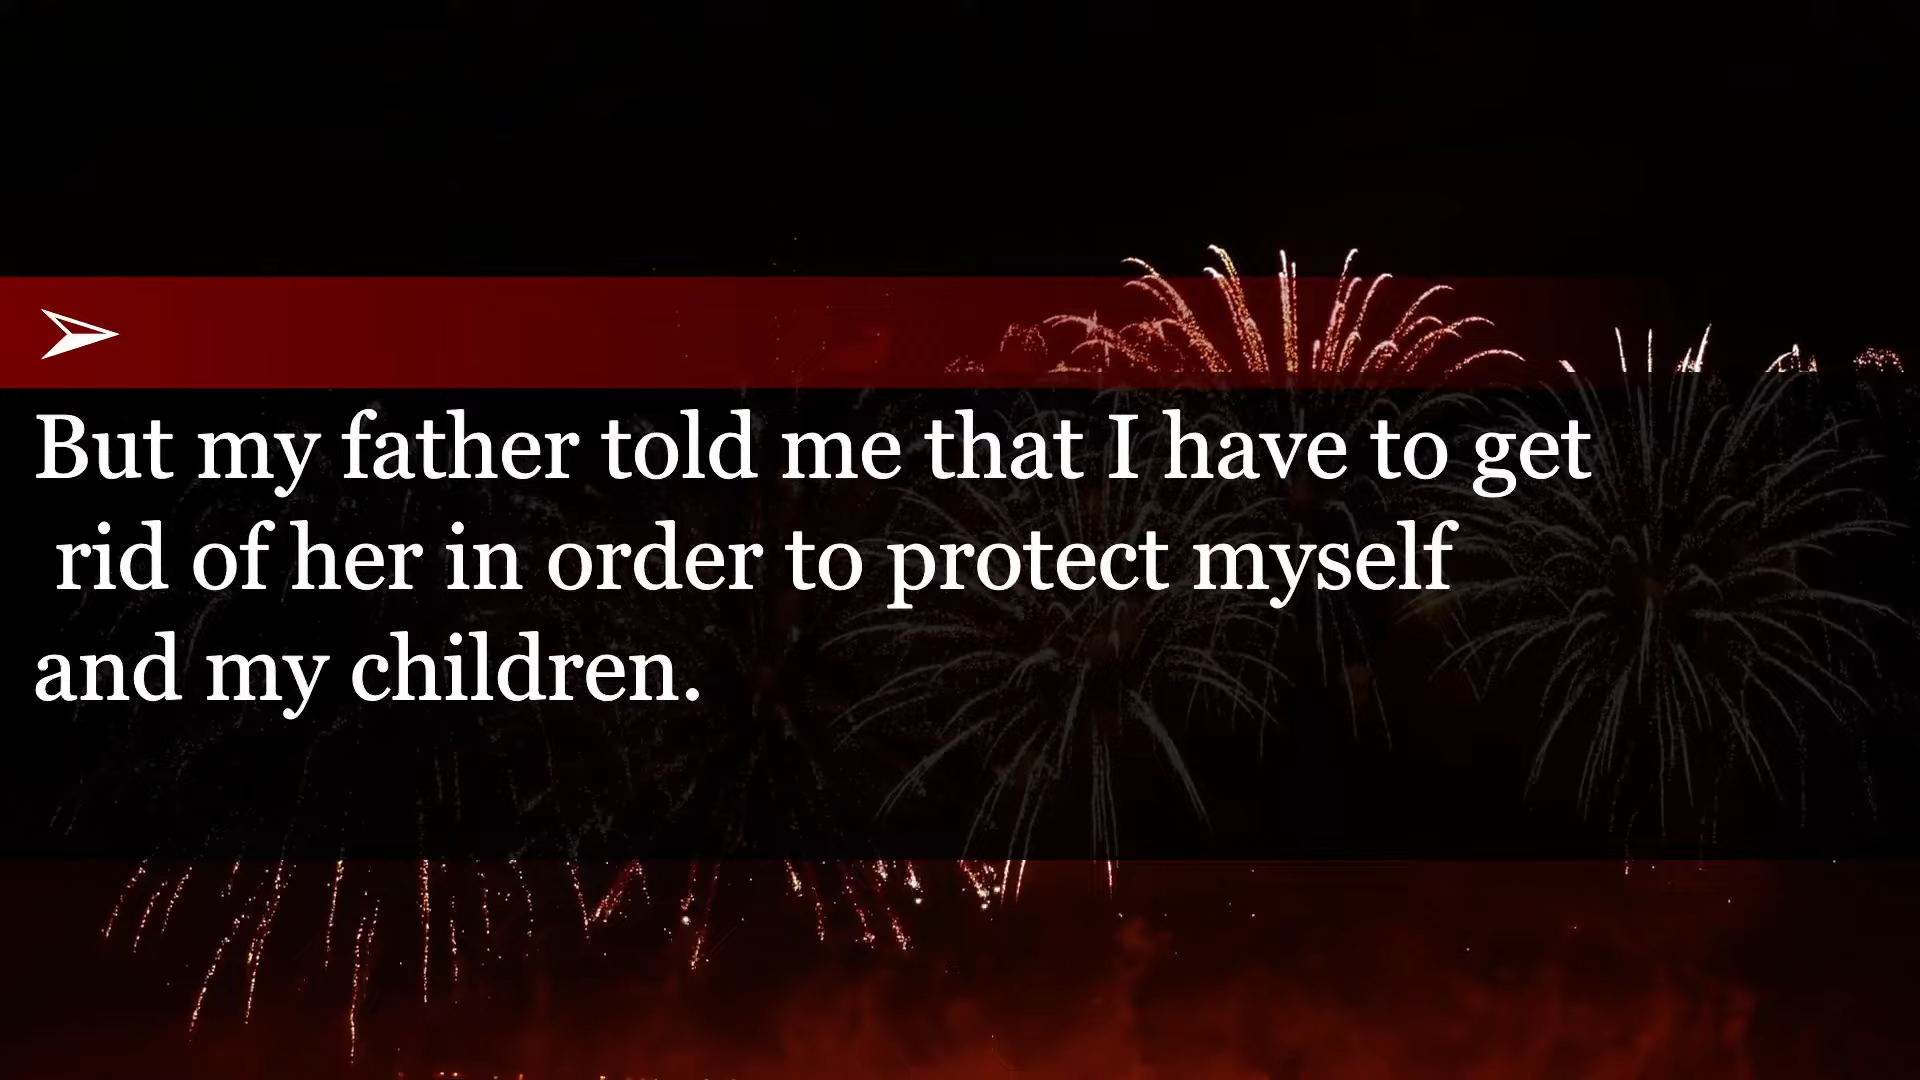 But my father told me that I have to get
rid of her in order to protect myself
and my children.